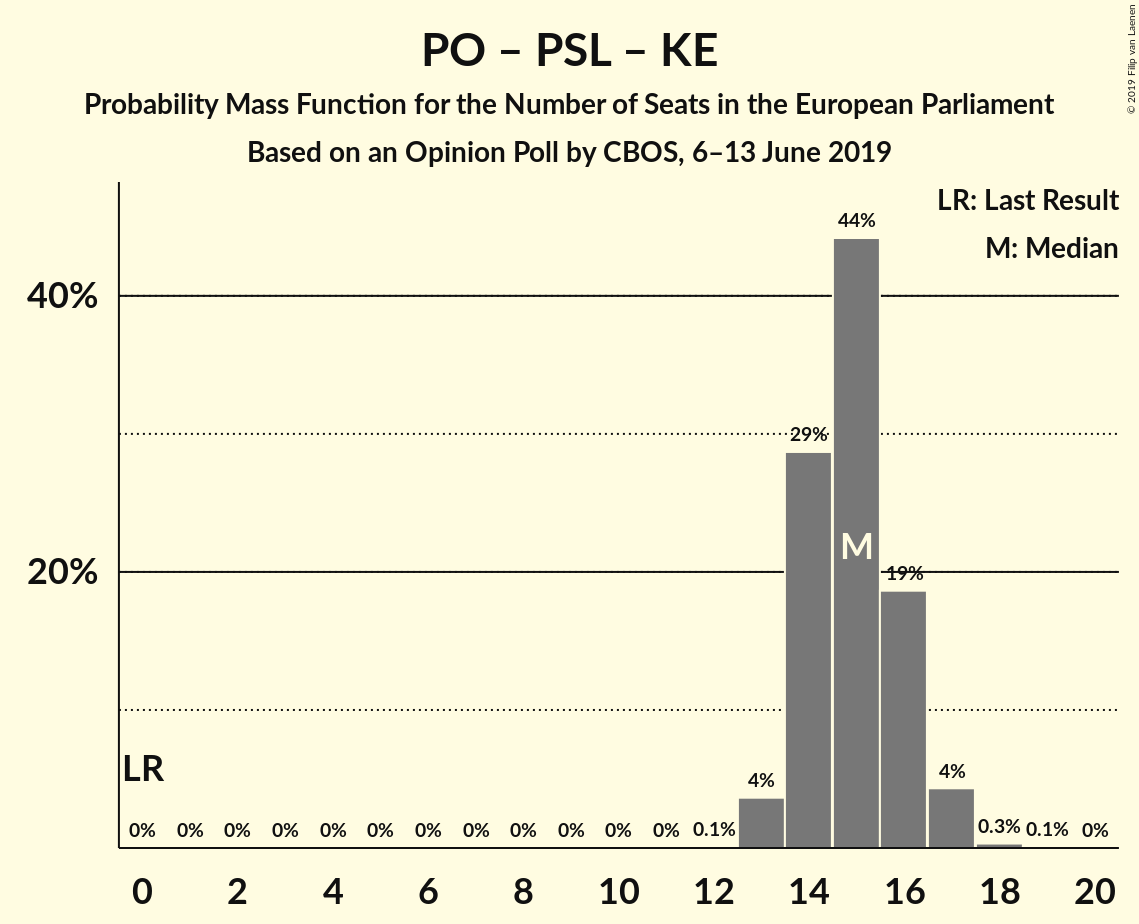 PO – PSL – KE
Probability Mass Function for the Number of Seats in the European Parliament
Based on an Opinion Poll by CBOS, 6–13 June 2019
© 2019 Filip van Laenen
LR: Last Result
M: Median
44%
40%
29%
M
20%
19%
LR
4%
4%
0% 0% 0% 0% 0% 0% 0% 0% 0% 0% 0% 0% 0.1% 0.3% 0.1% 0%
0 2 4 6 8 10 12 14 16 18 20